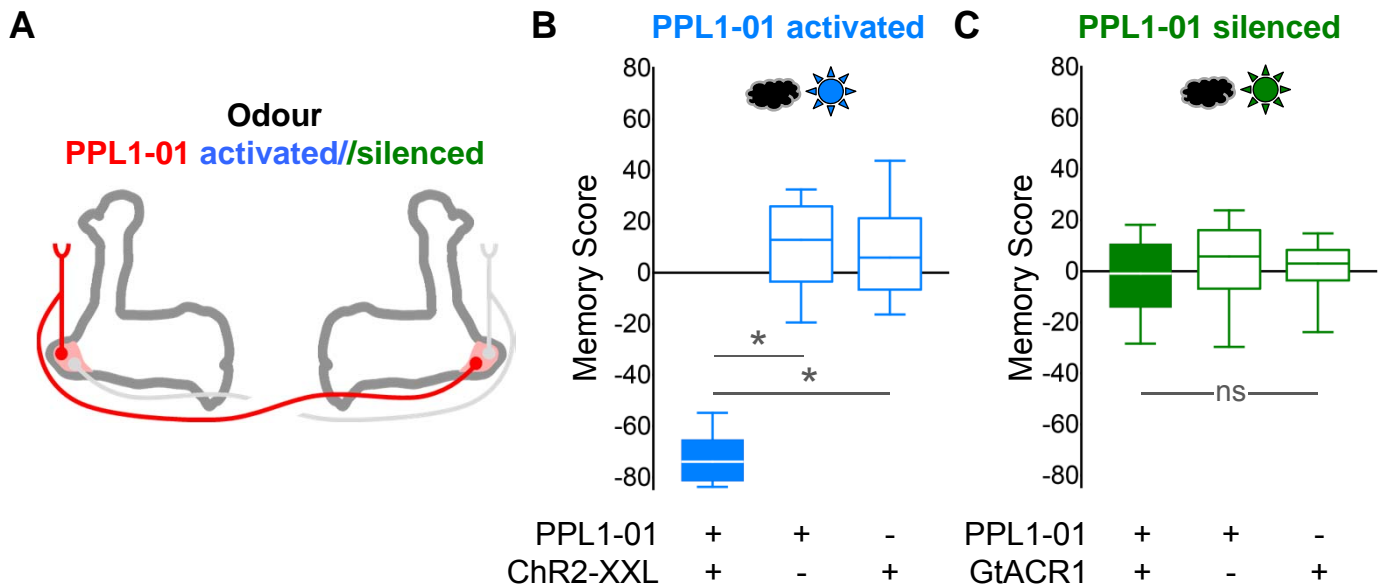 A
Odour
PPL1-01 activated//silenced
B
PPL1-01 activated
Memory Score
80
60
40
20
0
-20
-40
-60
-80
*
*
PPL1-01 + + -
ChR2-XXL + - +
C
PPL1-01 silenced
Memory Score
80
60
40
20
0
-20
-40
-60
-80
ns
PPL1-01 + + -
GtACR1 + - +